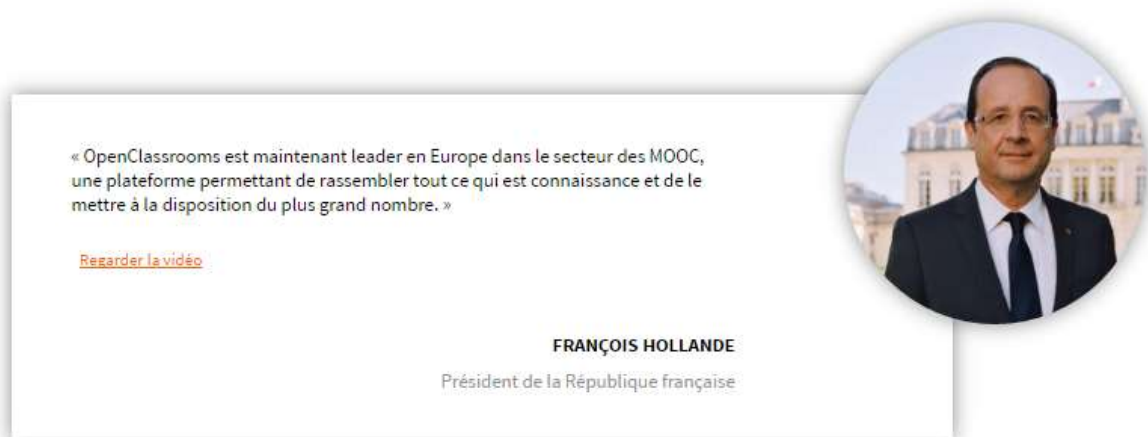 « OpenClassrooms est maintenant leader en Europe dans le secteur des MOOC,
une plateforme permettant de rassembler tout ce qui est connaissance et de le
mettre à la disposition du plus grand nombre. »
Regarder la vidéo
FRANÇOIS HOLLANDE
Président de la République française